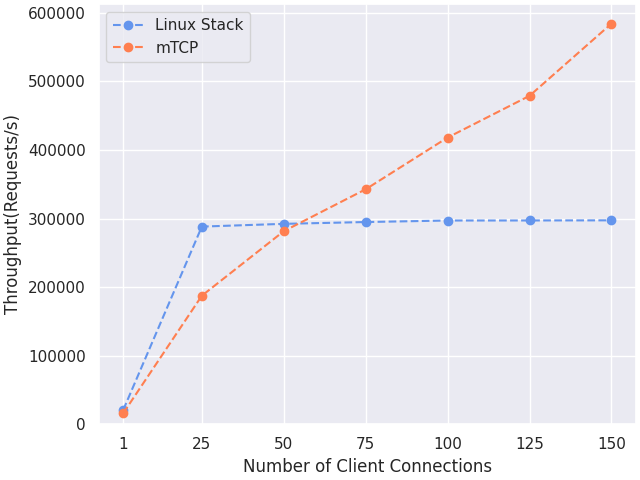 Linux Stack
mTCP
600000
500000
400000
300000
200000
100000
0
Throughput(Requests/s)
1 25 50 75 100 125 150
Number of Client Connections